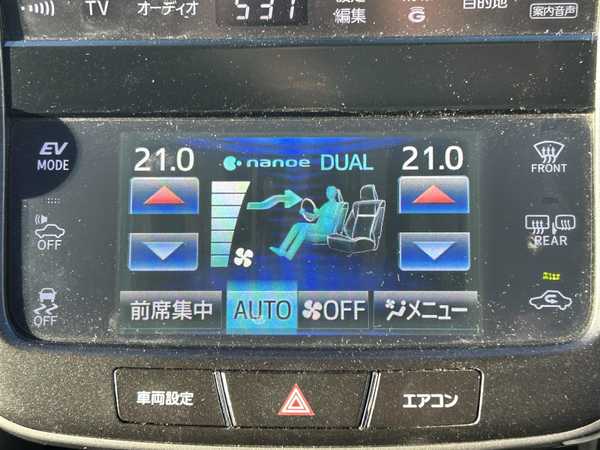 TV オーディオ
5:31
編集
G
目的地
案内音声
EV
MODE
21.0
nanoe DUAL
21.0
FRONT
OFF
REAR
OFF
前席集中
AUTO
OFF
メニュー
車両設定
エアコン